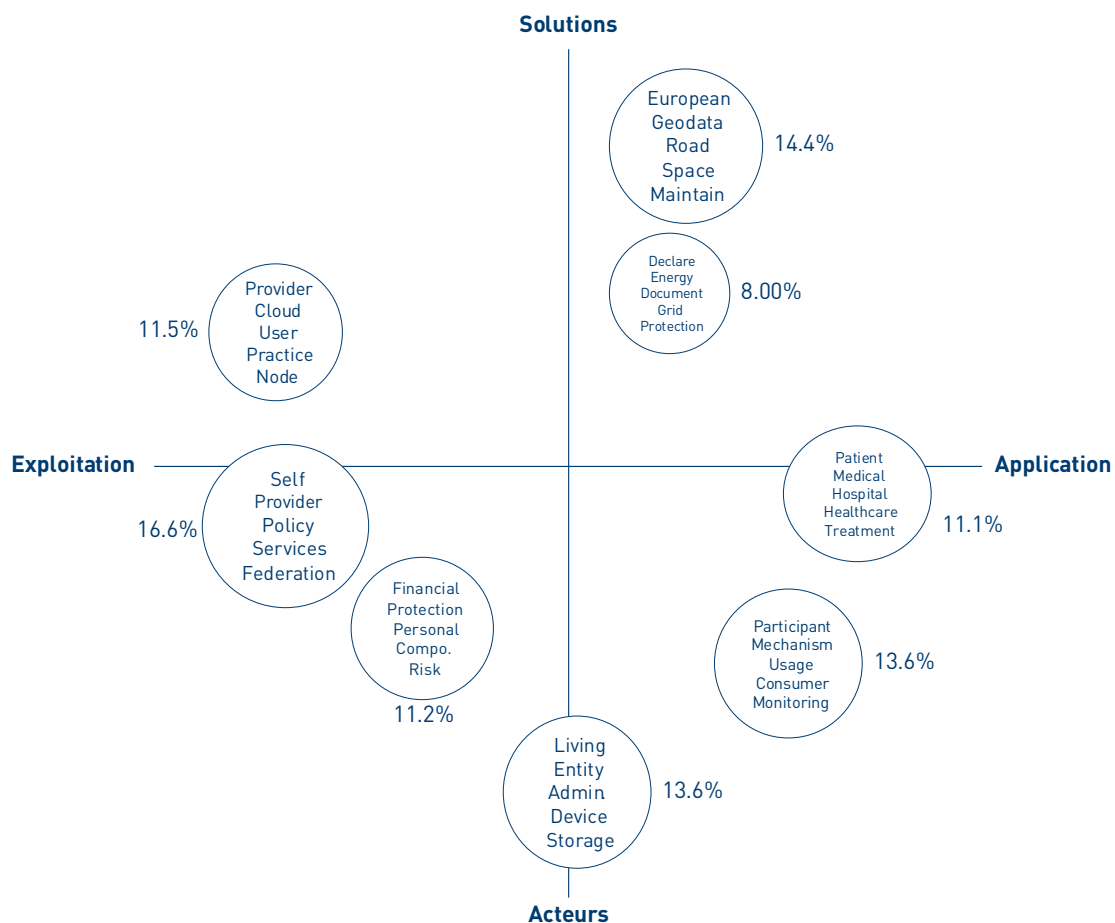 Solutions
European
Geodata
Road
Space
Maintain
14.4%
Declare
Energy
Document
Grid
Protection
8.00%
Provider
Cloud
User
Practice
Node
11.5%
Exploitation
Application
Self
Provider
Policy
Services
Federation
16.6%
Patient
Medical
Hospital
Healthcare
Treatment
11.1%
Financial
Protection
Personal
Compo.
Risk
11.2%
Participant
Mechanism
Usage
Consumer
Monitoring
13.6%
Living
Entity
Admin.
Device
Storage
13.6%
Acteurs